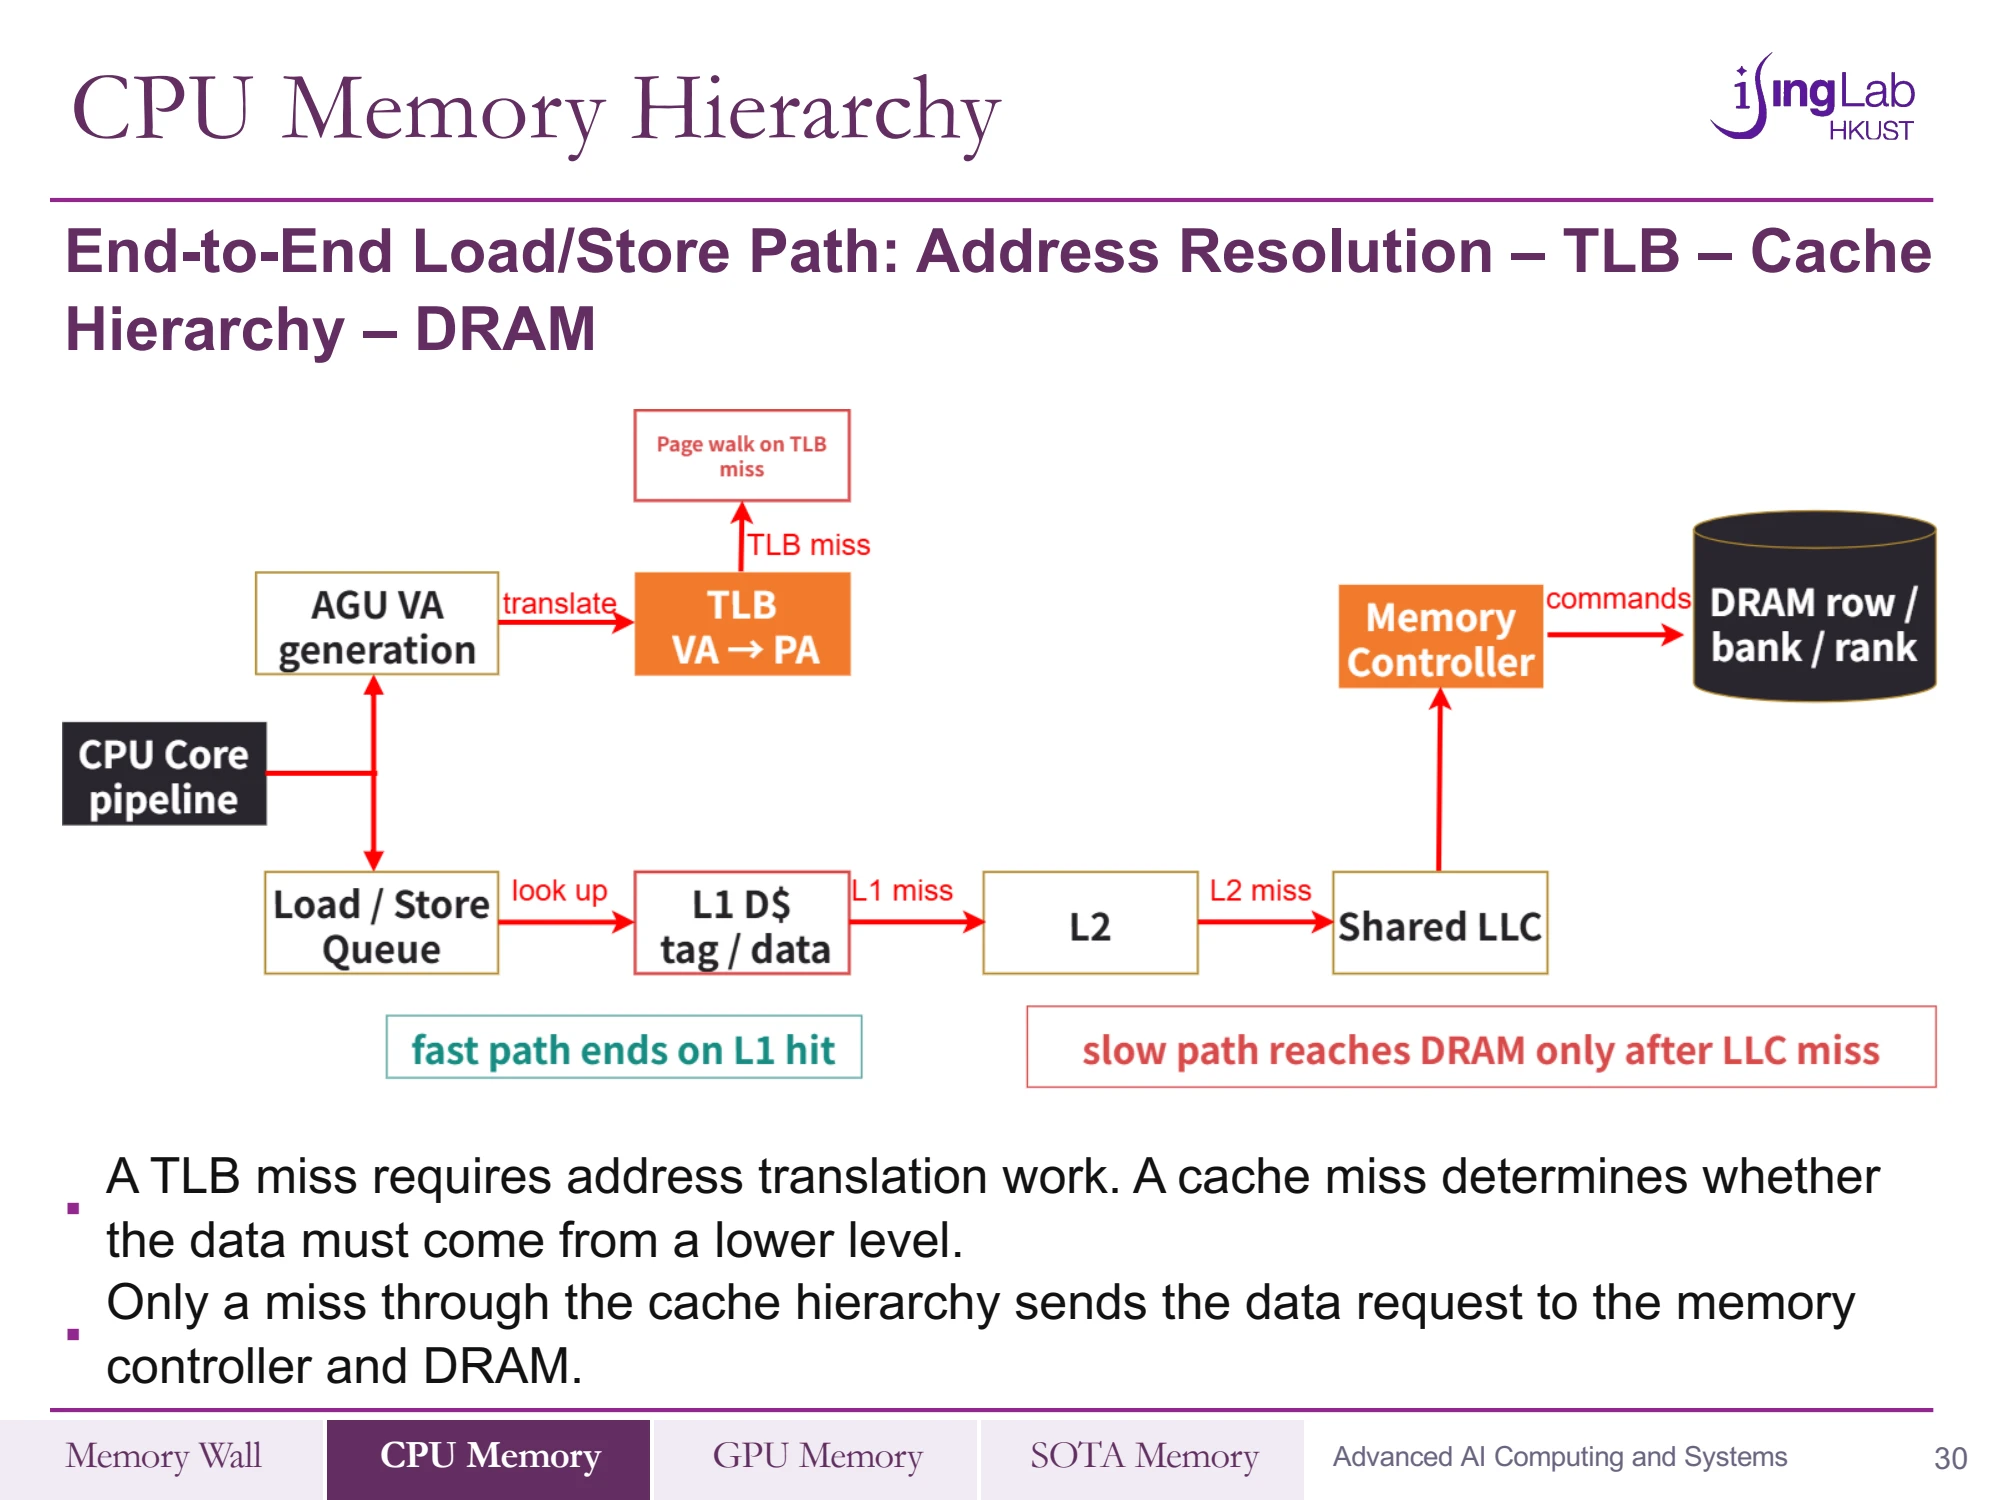 CPU Memory Hierarchy
isingLab
HKUST
End-to-End Load/Store Path: Address Resolution – TLB – Cache
Hierarchy – DRAM
Page walk on TLB
miss
TLB miss
AGU VA
generation
translate
TLB
VA → PA
Memory
Controller
commands
DRAM row /
bank / rank
CPU Core
pipeline
Load / Store
Queue
look up
L1 D$
tag / data
L1 miss
L2
L2 miss
Shared LLC
fast path ends on L1 hit
slow path reaches DRAM only after LLC miss
▪ A TLB miss requires address translation work. A cache miss determines whether
the data must come from a lower level.
▪ Only a miss through the cache hierarchy sends the data request to the memory
controller and DRAM.
Memory Wall
CPU Memory
GPU Memory
SOTA Memory
Advanced AI Computing and Systems
30